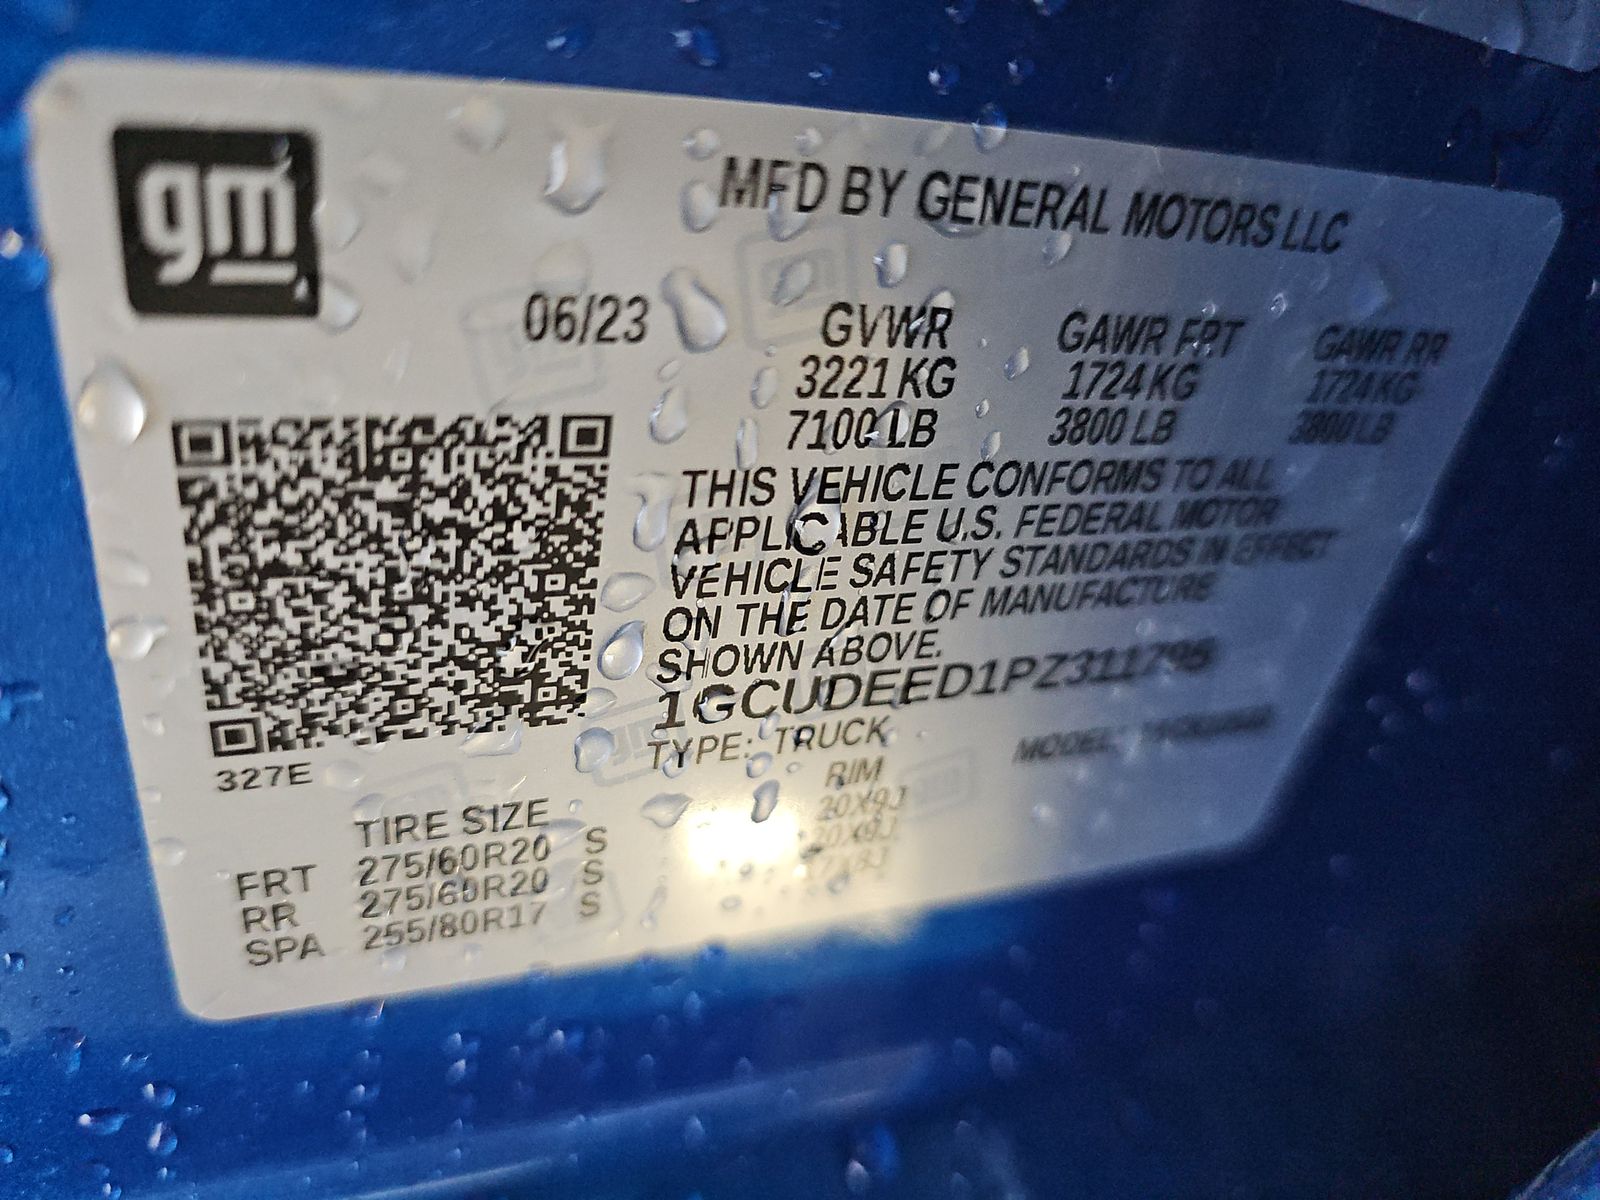 gm
MFD BY GENERAL MOTORS LLC
06/23
GVWR GAWR FRT GAWR RR
3221 KG 1724 KG 1724 KG
7100 LB 3800 LB 3800 LB
THIS VEHICLE CONFORMS TO ALL
APPLICABLE U.S. FEDERAL MOTOR
VEHICLE SAFETY STANDARDS IN EFFECT
ON THE DATE OF MANUFACTURE
SHOWN ABOVE.
1GCUDEED1PZ311796
TYPE: TRUCK MODEL:
327E
TIRE SIZE RIM
FRT 275/60R20 S 20X9J
RR 275/60R20 S 20X9J
SPA 255/80R17 S 17X8J